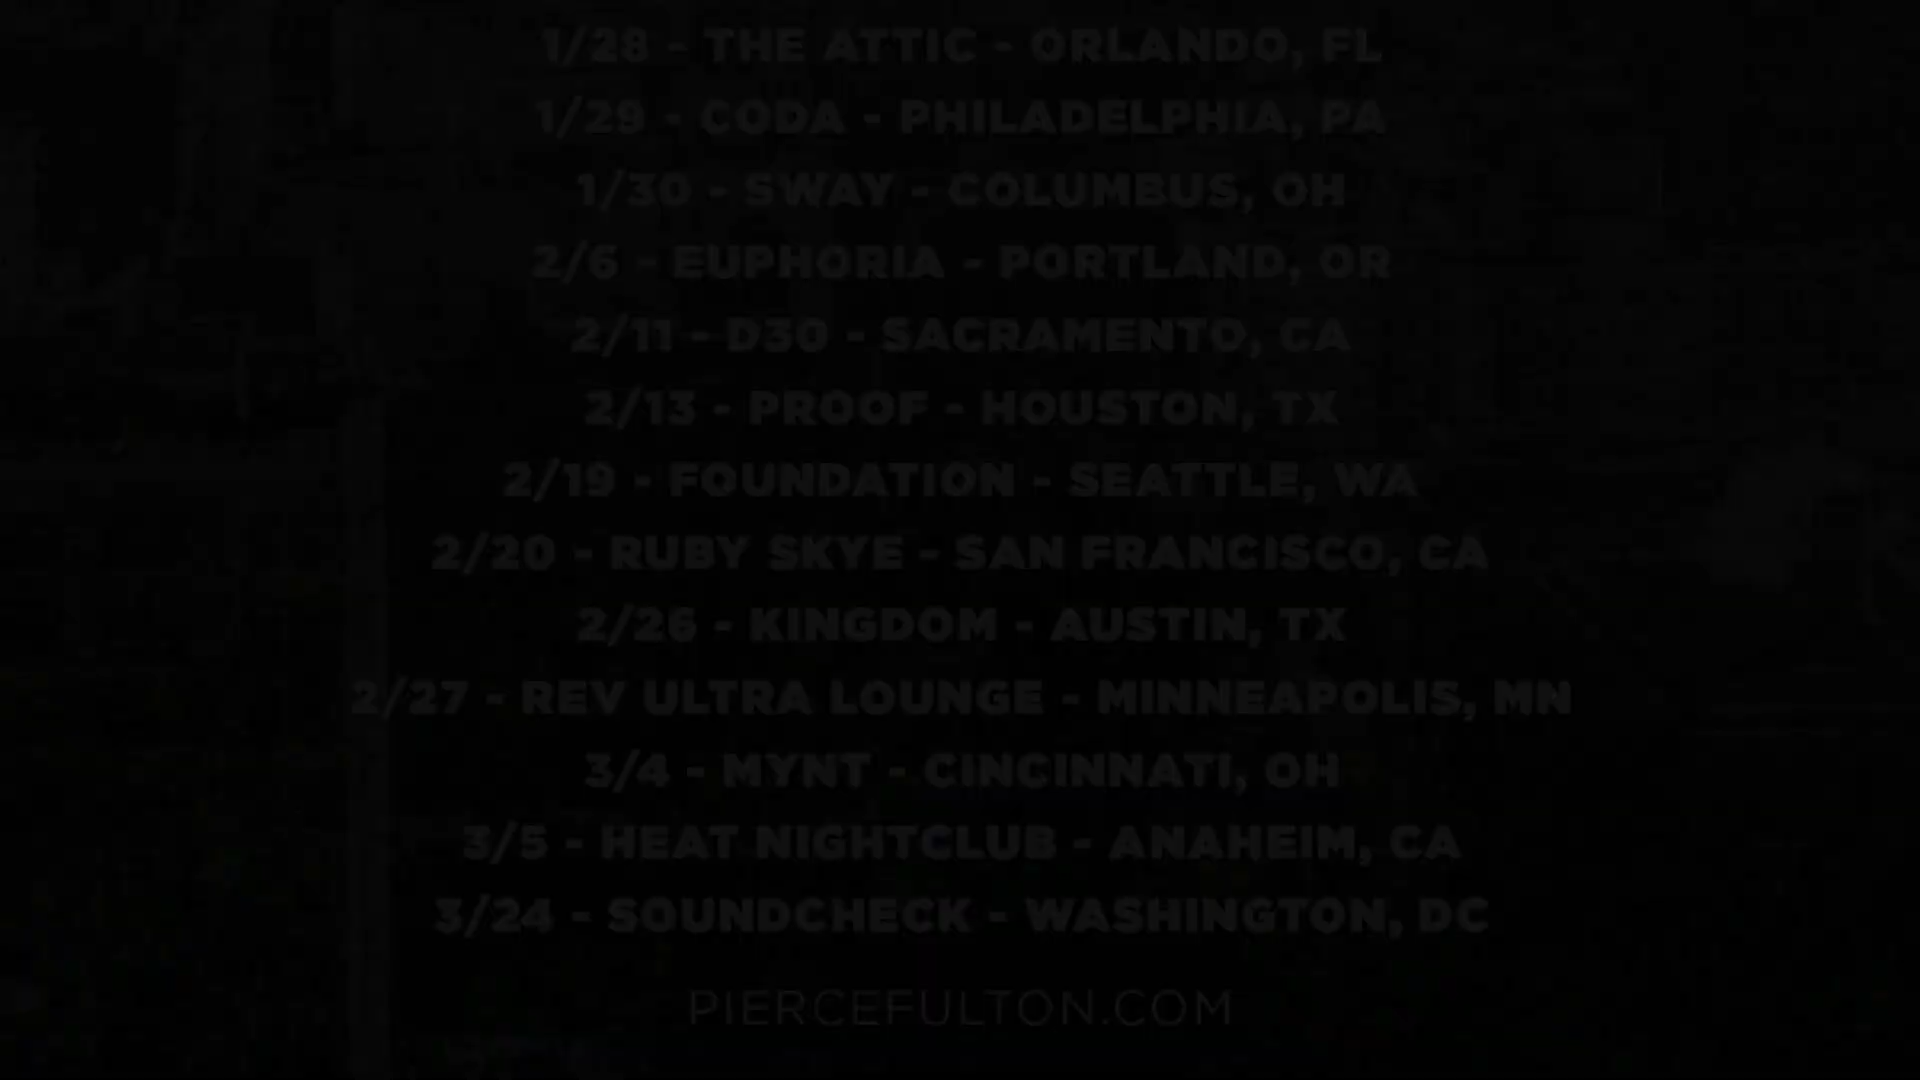 1/28 - THE ATTIC - ORLANDO, FL
1/29 - CODA - PHILADELPHIA, PA
1/30 - SWAY - COLUMBUS, OH
2/6 - EUPHORIA - PORTLAND, OR
2/11 - D30 - SACRAMENTO, CA
2/13 - PROOF - HOUSTON, TX
2/19 - FOUNDATION - SEATTLE, WA
2/20 - RUBY SKYE - SAN FRANCISCO, CA
2/26 - KINGDOM - AUSTIN, TX
2/27 - REV ULTRA LOUNGE - MINNEAPOLIS, MN
3/4 - MYNT - CINCINNATI, OH
3/5 - HEAT NIGHTCLUB - ANAHEIM, CA
3/24 - SOUNDCHECK - WASHINGTON, DC
PIERCEFULTON.COM